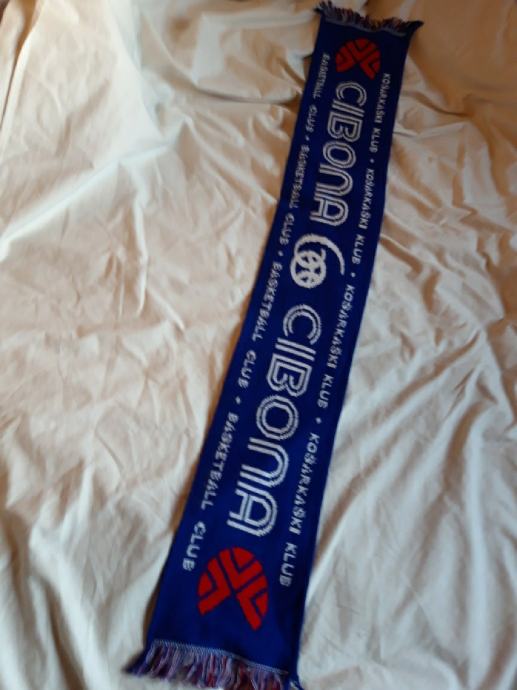 KOŠARKAŠKI KLUB • KOŠARKAŠKI KLUB • KOŠARKAŠKI KLUB • KOŠARKAŠKI KLUB
CIBONA CIBONA
BASKETBALL CLUB • BASKETBALL CLUB • BASKETBALL CLUB • BASKETBALL CLUB